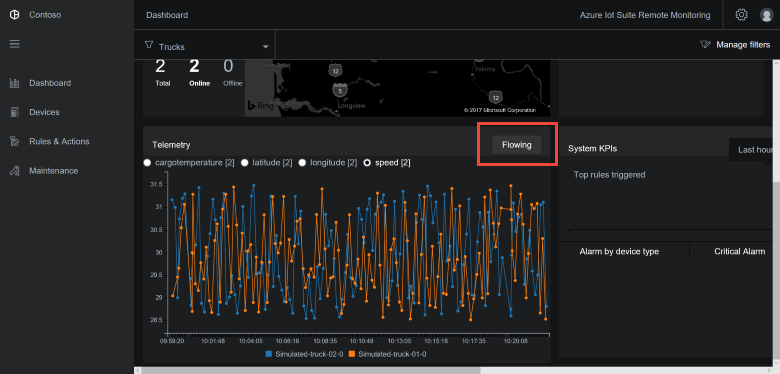 Contoso
Dashboard
Azure Iot Suite Remote Monitoring
Trucks
Manage filters
Dashboard
Devices
Rules & Actions
Maintenance
2
2
0
Total
Online
Offline
12
5
12
Yakima
Longview
© 2017 Microsoft Corporation
Telemetry
Flowing
cargotemperature [2]
latitude [2]
longitude [2]
speed [2]
31.5
31
30.5
30
29.5
29
28.5
09:59:20
10:01:48
10:04:05
10:06:18
10:08:35
10:10:53
10:13:05
10:15:18
10:17:35
10:20:08
Simulated-truck-02-0
Simulated-truck-01-0
System KPIs
Last hour
Top rules triggered
Alarm by device type
Critical Alarm